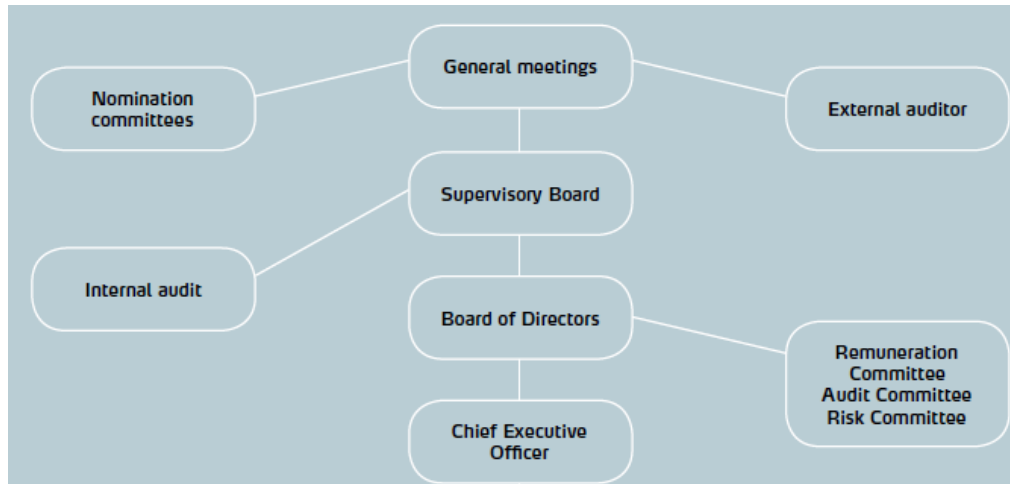 General meetings
Nomination
committees
External auditor
Supervisory Board
Internal audit
Board of Directors
Remuneration
Committee
Audit Committee
Risk Committee
Chief Executive
Officer